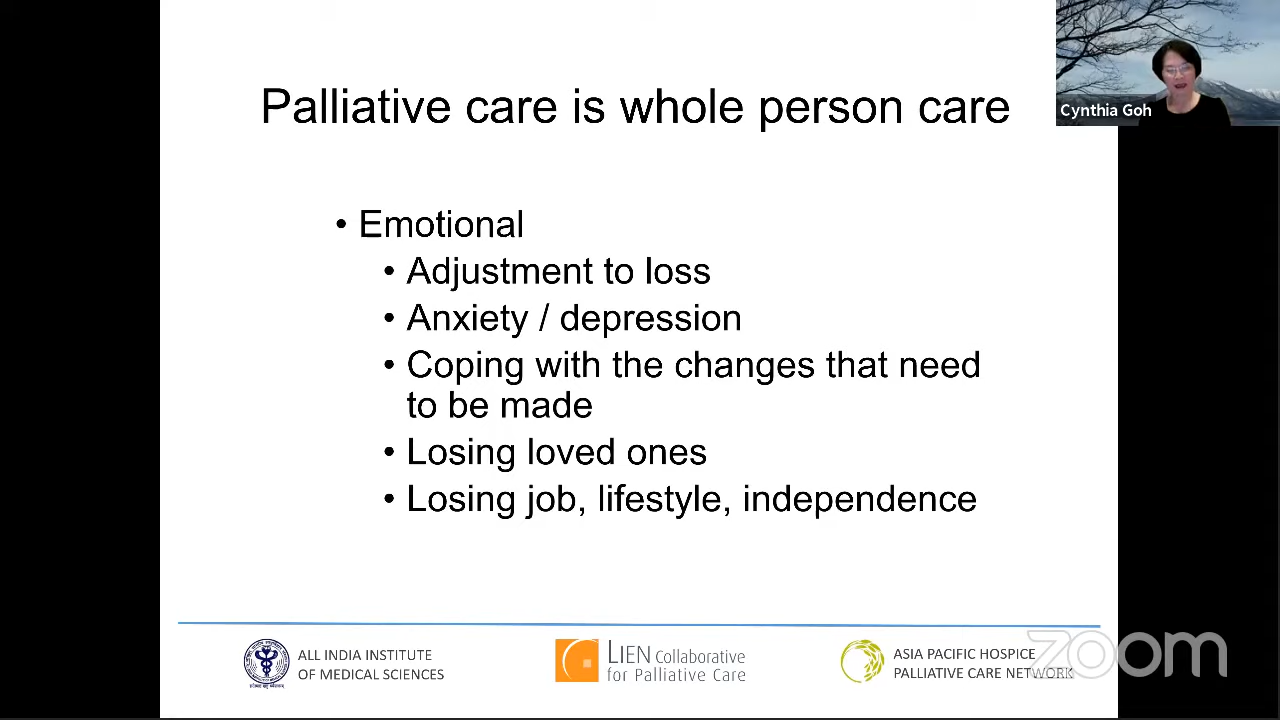 Palliative care is whole person care
Cynthia Goh
• Emotional
• Adjustment to loss
• Anxiety / depression
• Coping with the changes that need
to be made
• Losing loved ones
• Losing job, lifestyle, independence
ALL INDIA INSTITUTE
OF MEDICAL SCIENCES
LIEN Collaborative
for Palliative Care
ASIA PACIFIC HOSPICE
PALLIATIVE CARE NETWORK
zoom